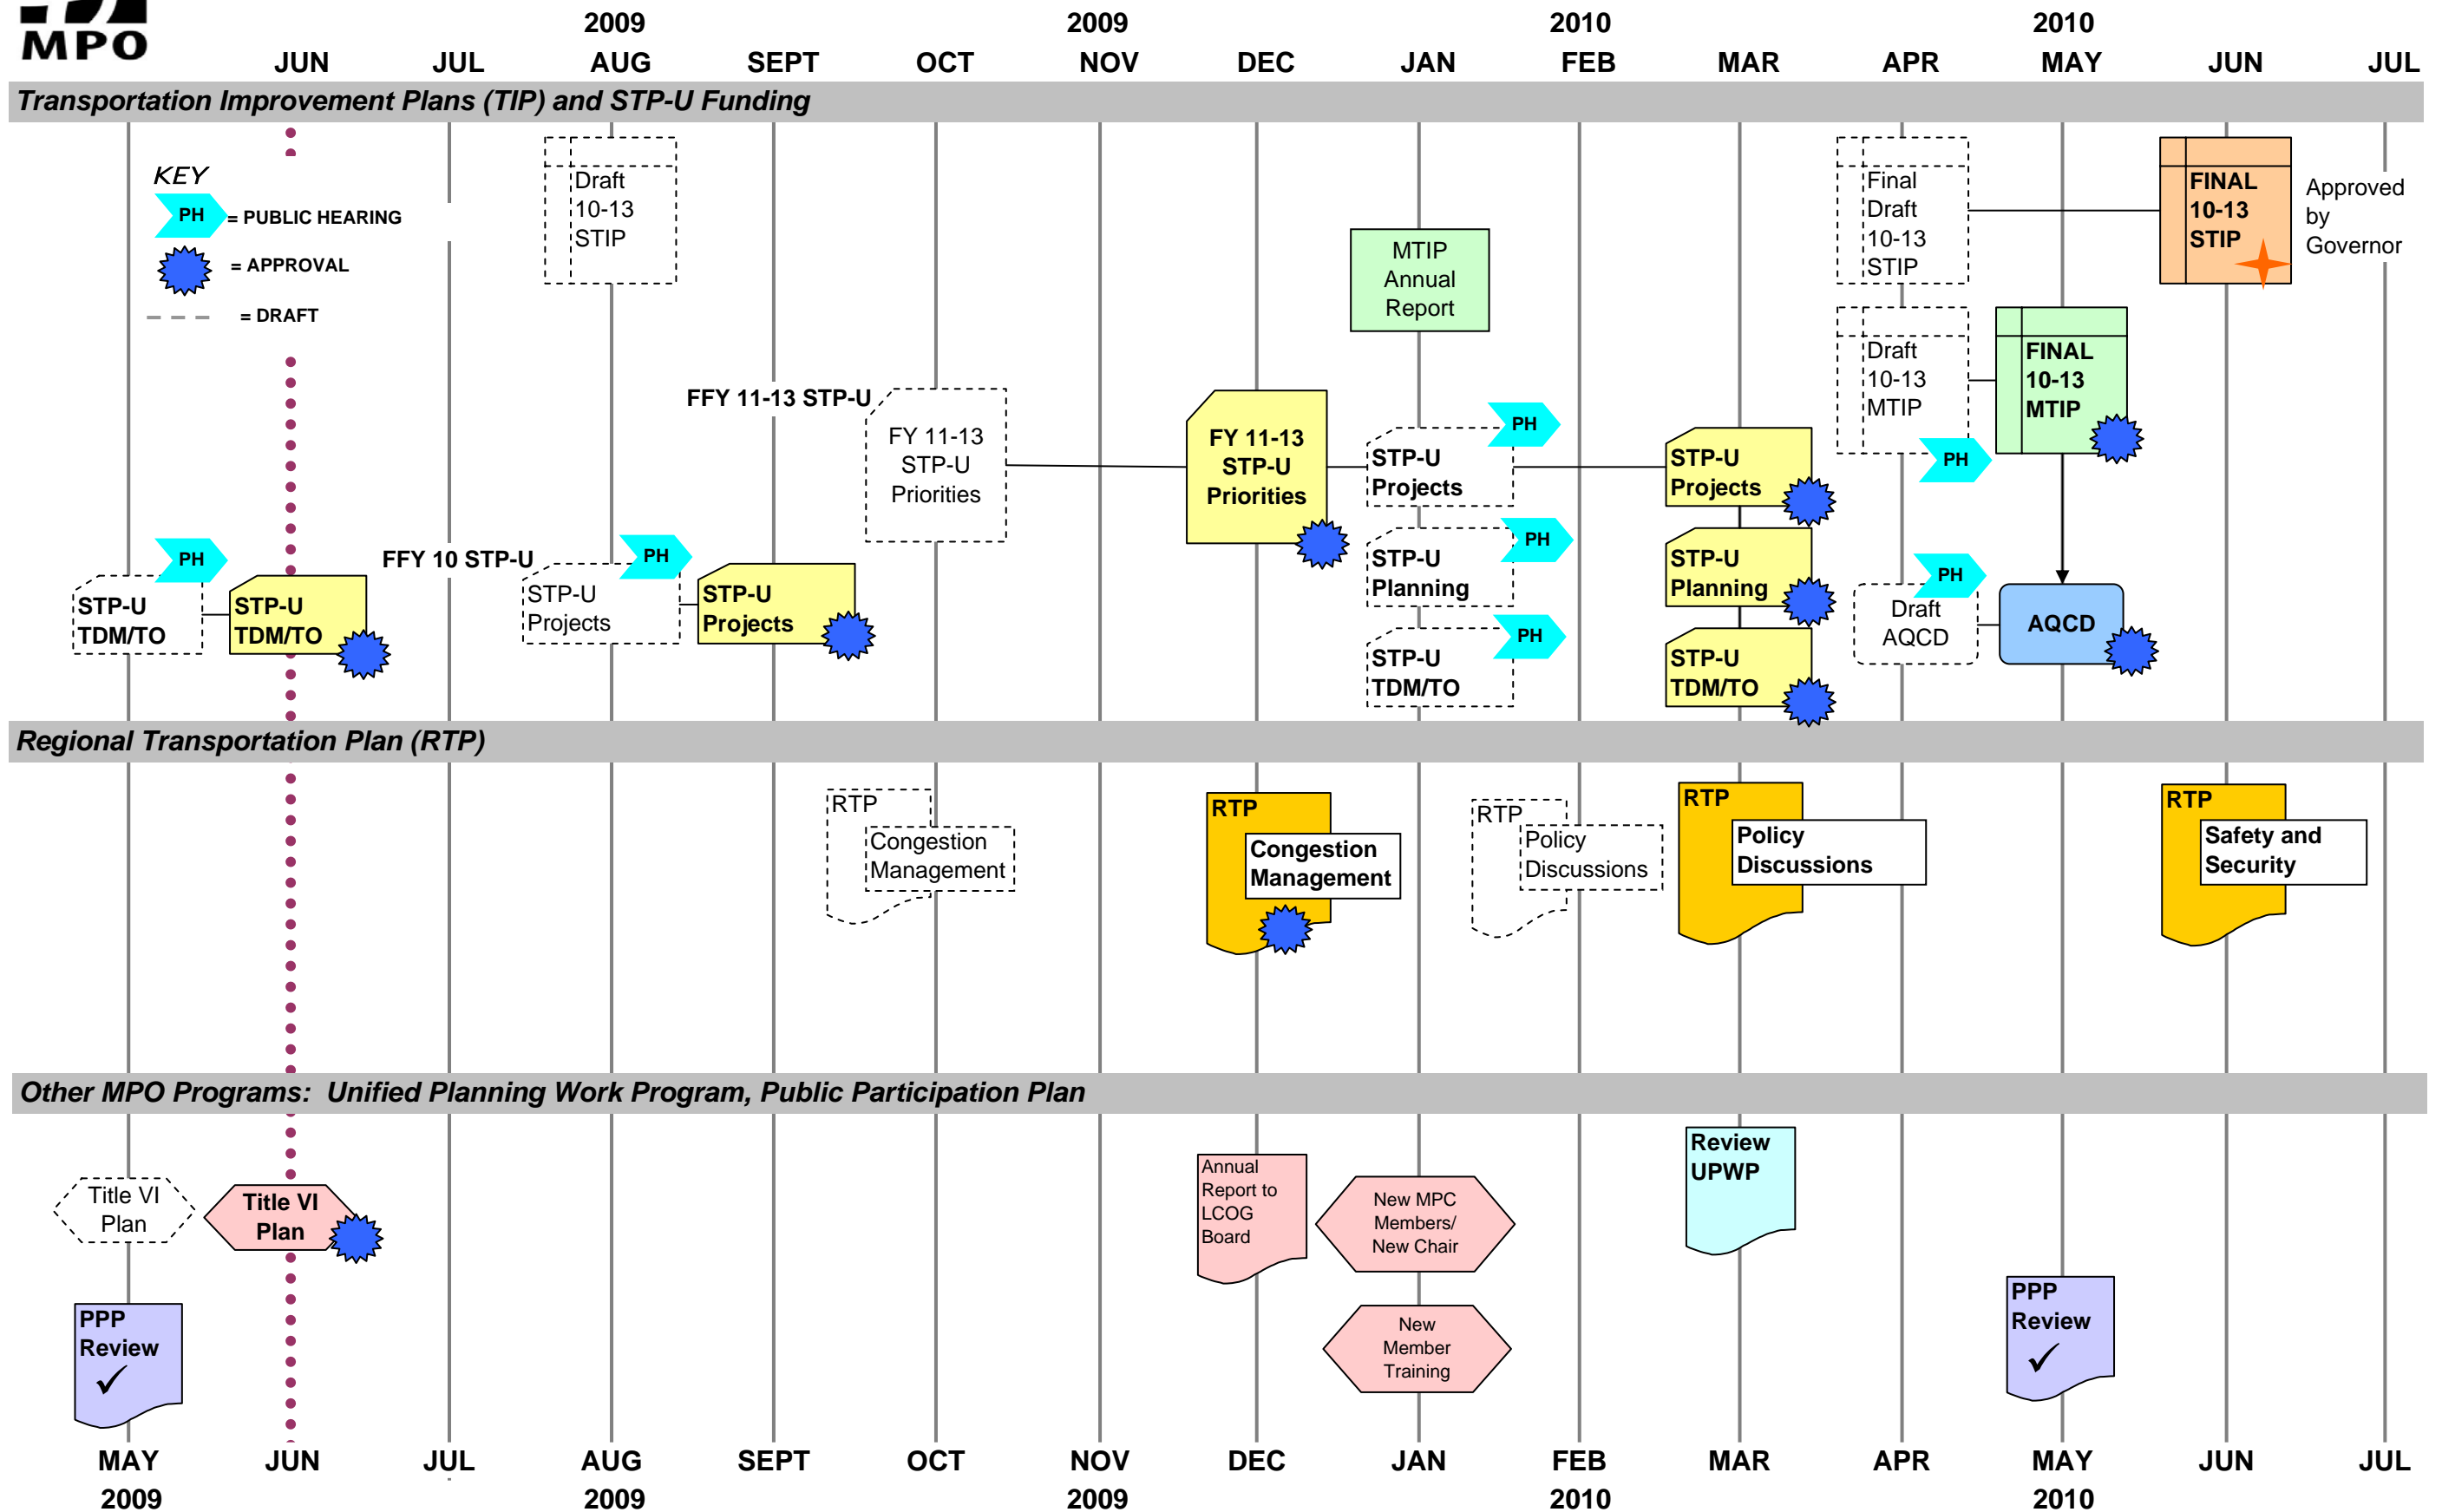 MPO
2009
2009
2010
2010
JUN
JUL
AUG
SEPT
OCT
NOV
DEC
JAN
FEB
MAR
APR
MAY
JUN
JUL
Transportation Improvement Plans (TIP) and STP-U Funding
KEY
PH
= PUBLIC HEARING
= APPROVAL
= DRAFT
Draft
10-13
STIP
MTIP
Annual
Report
Final
Draft
10-13
STIP
FINAL
10-13
STIP
Approved
by
Governor
Draft
10-13
MTIP
PH
FINAL
10-13
MTIP
FFY 11-13 STP-U
FY 11-13
STP-U
Priorities
FY 11-13
STP-U
Priorities
PH
STP-U
Projects
STP-U
Projects
PH
STP-U
Planning
STP-U
Planning
PH
STP-U
TDM/TO
STP-U
TDM/TO
PH
STP-U
TDM/TO
STP-U
TDM/TO
FFY 10 STP-U
PH
STP-U
Projects
STP-U
Projects
PH
Draft
AQCD
AQCD
Regional Transportation Plan (RTP)
RTP
Congestion
Management
RTP
Congestion
Management
RTP
Policy
Discussions
RTP
Policy
Discussions
RTP
Safety and
Security
Other MPO Programs: Unified Planning Work Program, Public Participation Plan
Title VI
Plan
Title VI
Plan
Annual
Report to
LCOG
Board
New MPC
Members/
New Chair
Review
UPWP
PPP
Review
New
Member
Training
PPP
Review
MAY
JUN
JUL
AUG
SEPT
OCT
NOV
DEC
JAN
FEB
MAR
APR
MAY
JUN
JUL
2009
2009
2009
2010
2010